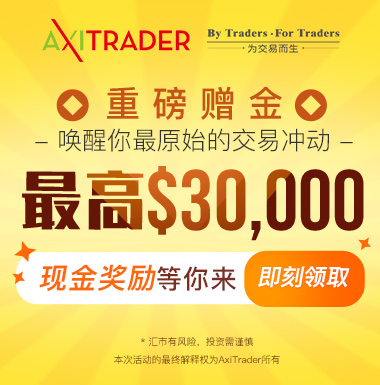 AXITRADER
By Traders · For Traders
· 为交易而生 ·
重磅赠金
– 唤醒你最原始的交易冲动 –
最高$30,000
现金奖励等你来 即刻领取
* 汇市有风险，投资需谨慎
本次活动的最终解释权为AxiTrader所有